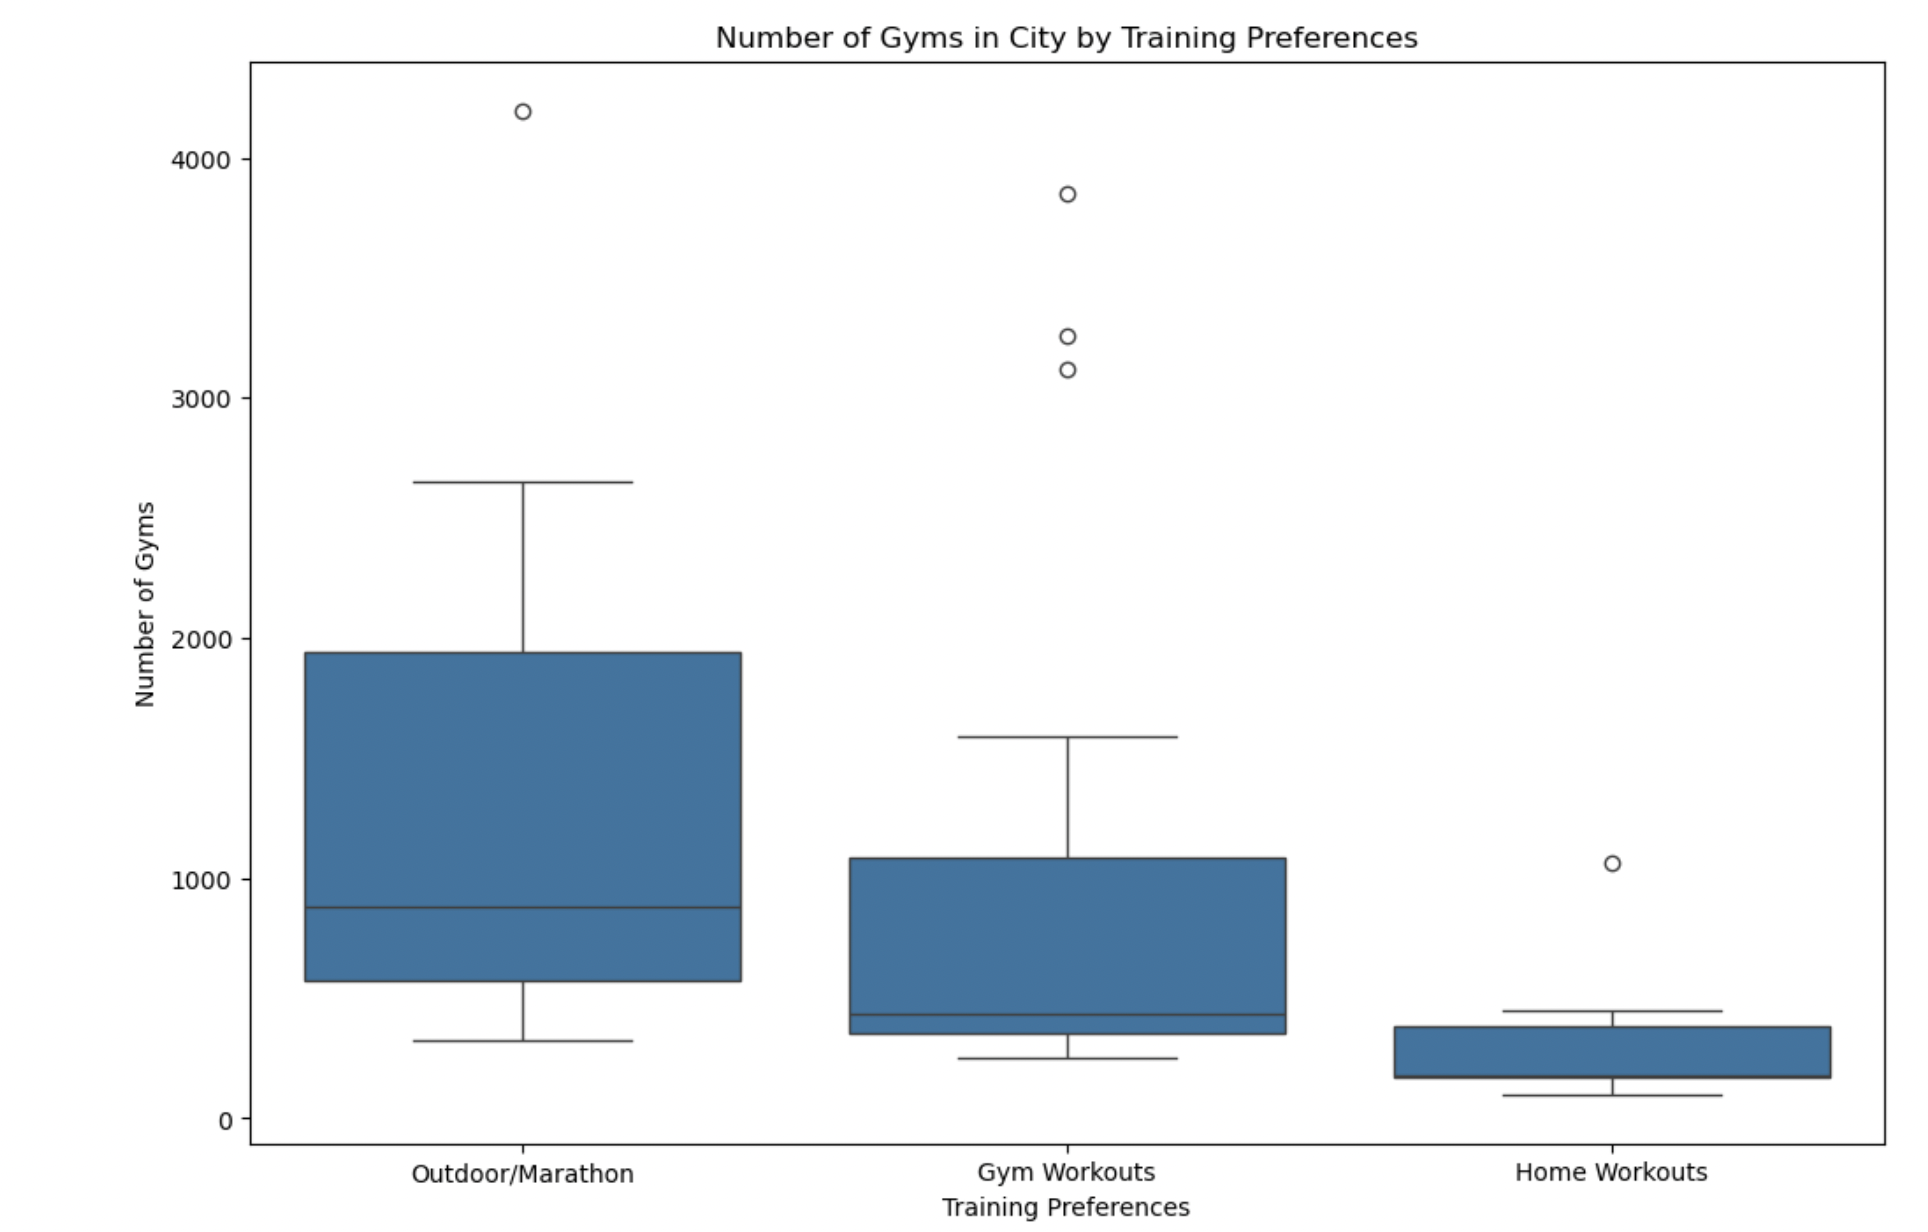 Number of Gyms in City by Training Preferences
Number of Gyms
4000
3000
2000
1000
0
Outdoor/Marathon
Gym Workouts
Home Workouts
Training Preferences